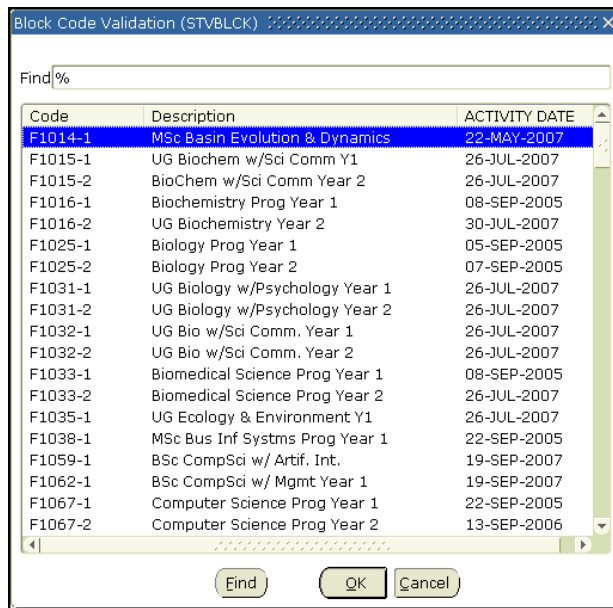 Block Code Validation (STVBLCK)
Find %
Code Description ACTIVITY DATE
F1014-1 MSc Basin Evolution & Dynamics 22-MAY-2007
F1015-1 UG Biochem w/Sci Comm Y1 26-JUL-2007
F1015-2 BioChem w/Sci Comm Year 2 26-JUL-2007
F1016-1 Biochemistry Prog Year 1 08-SEP-2005
F1016-2 UG Biochemistry Year 2 30-JUL-2007
F1025-1 Biology Prog Year 1 05-SEP-2005
F1025-2 Biology Prog Year 2 07-SEP-2005
F1031-1 UG Biology w/Psychology Year 1 26-JUL-2007
F1031-2 UG Biology w/Psychology Year 2 26-JUL-2007
F1032-1 UG Bio w/Sci Comm. Year 1 26-JUL-2007
F1032-2 UG Bio w/Sci Comm. Year 2 26-JUL-2007
F1033-1 Biomedical Science Prog Year 1 08-SEP-2005
F1033-2 Biomedical Science Prog Year 2 26-JUL-2007
F1035-1 UG Ecology & Environment Y1 26-JUL-2007
F1038-1 MSc Bus Inf Systms Prog Year 1 22-SEP-2005
F1059-1 BSc CompSci w/ Artif. Int. 19-SEP-2007
F1062-1 BSc CompSci w/ Mgmt Year 1 19-SEP-2007
F1067-1 Computer Science Prog Year 1 22-SEP-2005
F1067-2 Computer Science Prog Year 2 13-SEP-2006
Find OK Cancel